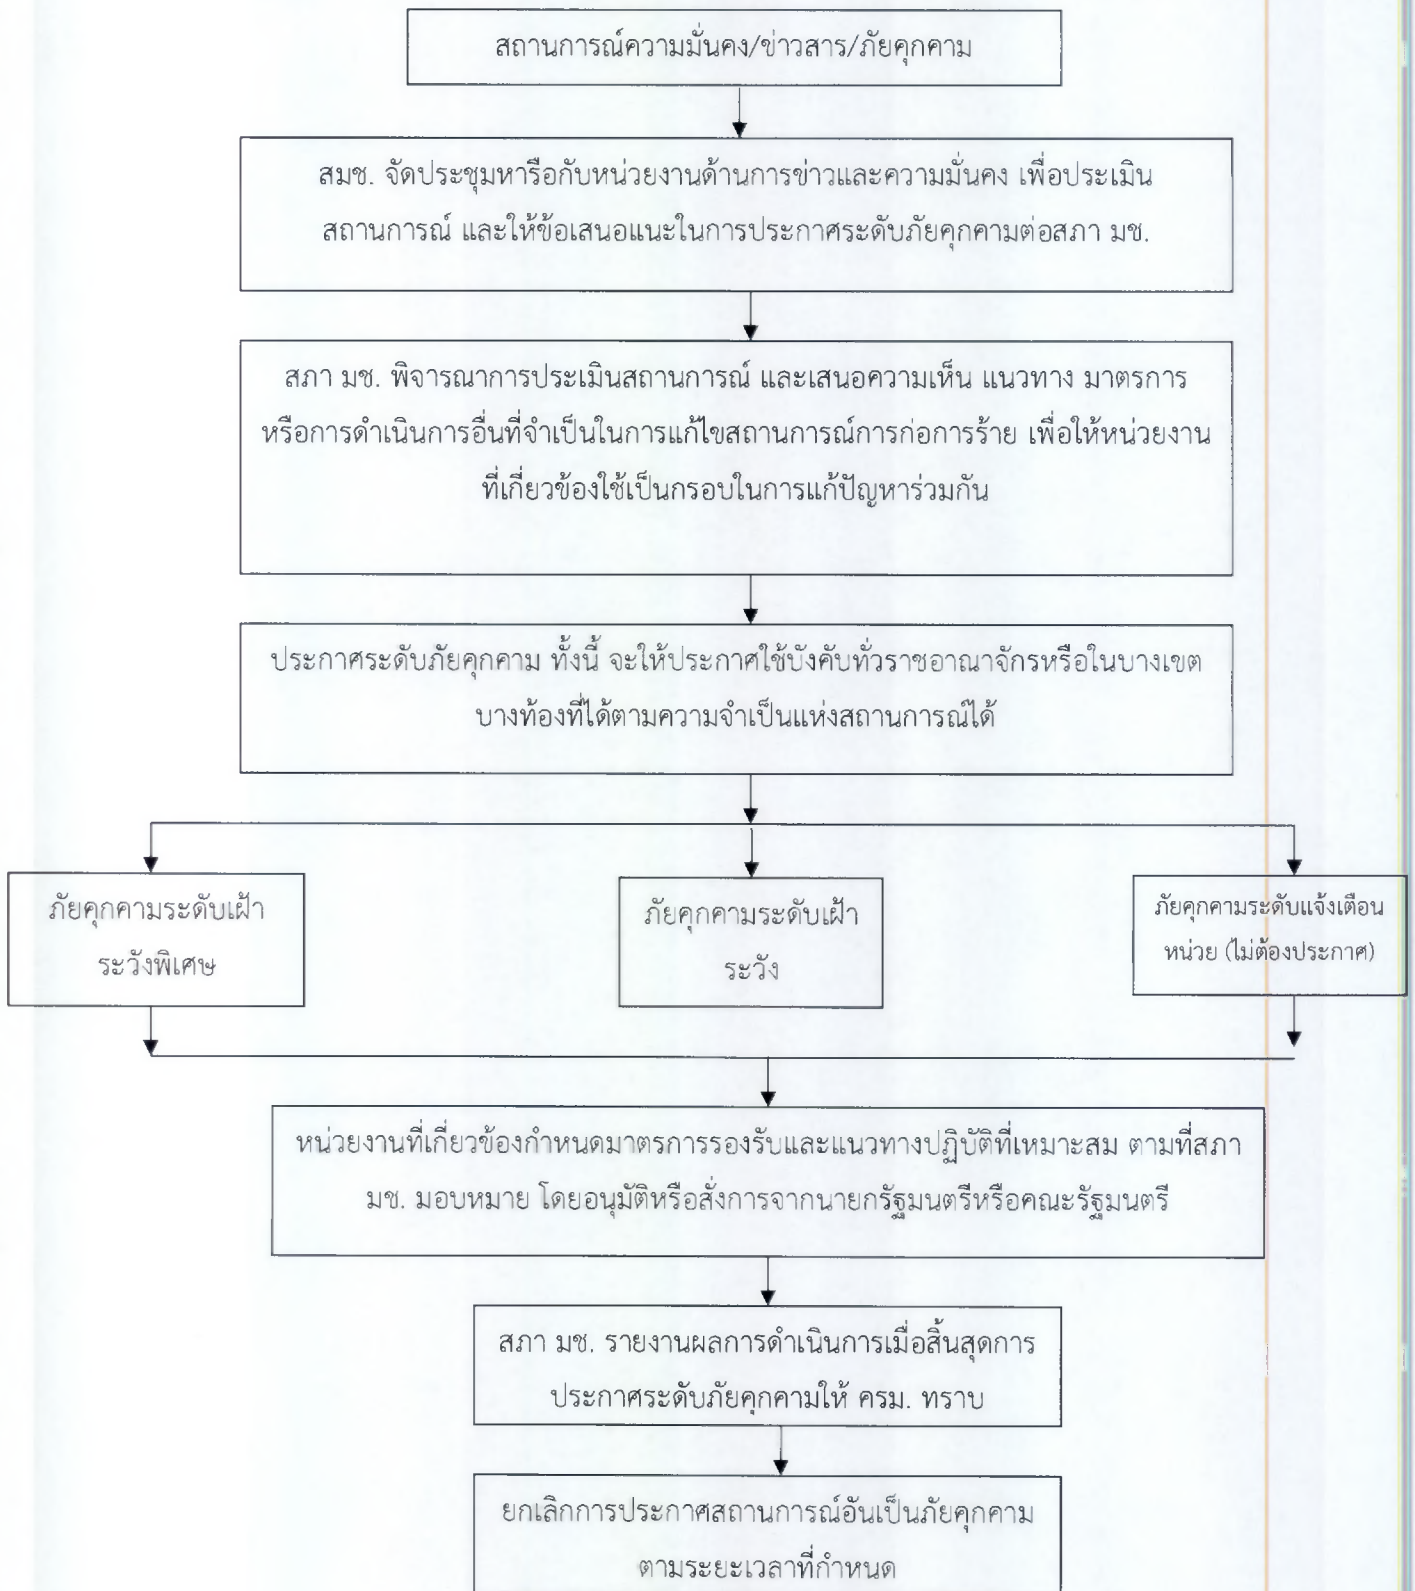 สถานการณ์ความมั่นคง/ข่าวสาร/ภัยคุกคาม
สมช. จัดประชุมหารือกับหน่วยงานด้านการข่าวและความมั่นคง เพื่อประเมิน
สถานการณ์ และให้ข้อเสนอแนะในการประกาศระดับภัยคุกคามต่อสภา มช.
สภา มช. พิจารณาการประเมินสถานการณ์ และเสนอความเห็น แนวทาง มาตรการ
หรือการดำเนินการอื่นที่จำเป็นในการแก้ไขสถานการณ์การก่อการร้าย เพื่อให้หน่วยงาน
ที่เกี่ยวข้องใช้เป็นกรอบในการแก้ปัญหาร่วมกัน
ประกาศระดับภัยคุกคาม ทั้งนี้ จะให้ประกาศใช้บังคับทั่วราชอาณาจักรหรือในบางเขต
บางท้องที่ได้ตามความจำเป็นแห่งสถานการณ์ได้
ภัยคุกคามระดับเฝ้า
ระวังพิเศษ
ภัยคุกคามระดับเฝ้า
ระวัง
ภัยคุกคามระดับแจ้งเตือน
หน่วย (ไม่ต้องประกาศ)
หน่วยงานที่เกี่ยวข้องกำหนดมาตรการรองรับและแนวทางปฏิบัติที่เหมาะสม ตามที่สภา
มช. มอบหมาย โดยอนุมัติหรือสั่งการจากนายกรัฐมนตรีหรือคณะรัฐมนตรี
สภา มช. รายงานผลการดำเนินการเมื่อสิ้นสุดการ
ประกาศระดับภัยคุกคามให้ ครม. ทราบ
ยกเลิกการประกาศสถานการณ์อันเป็นภัยคุกคาม
ตามระยะเวลาที่กำหนด